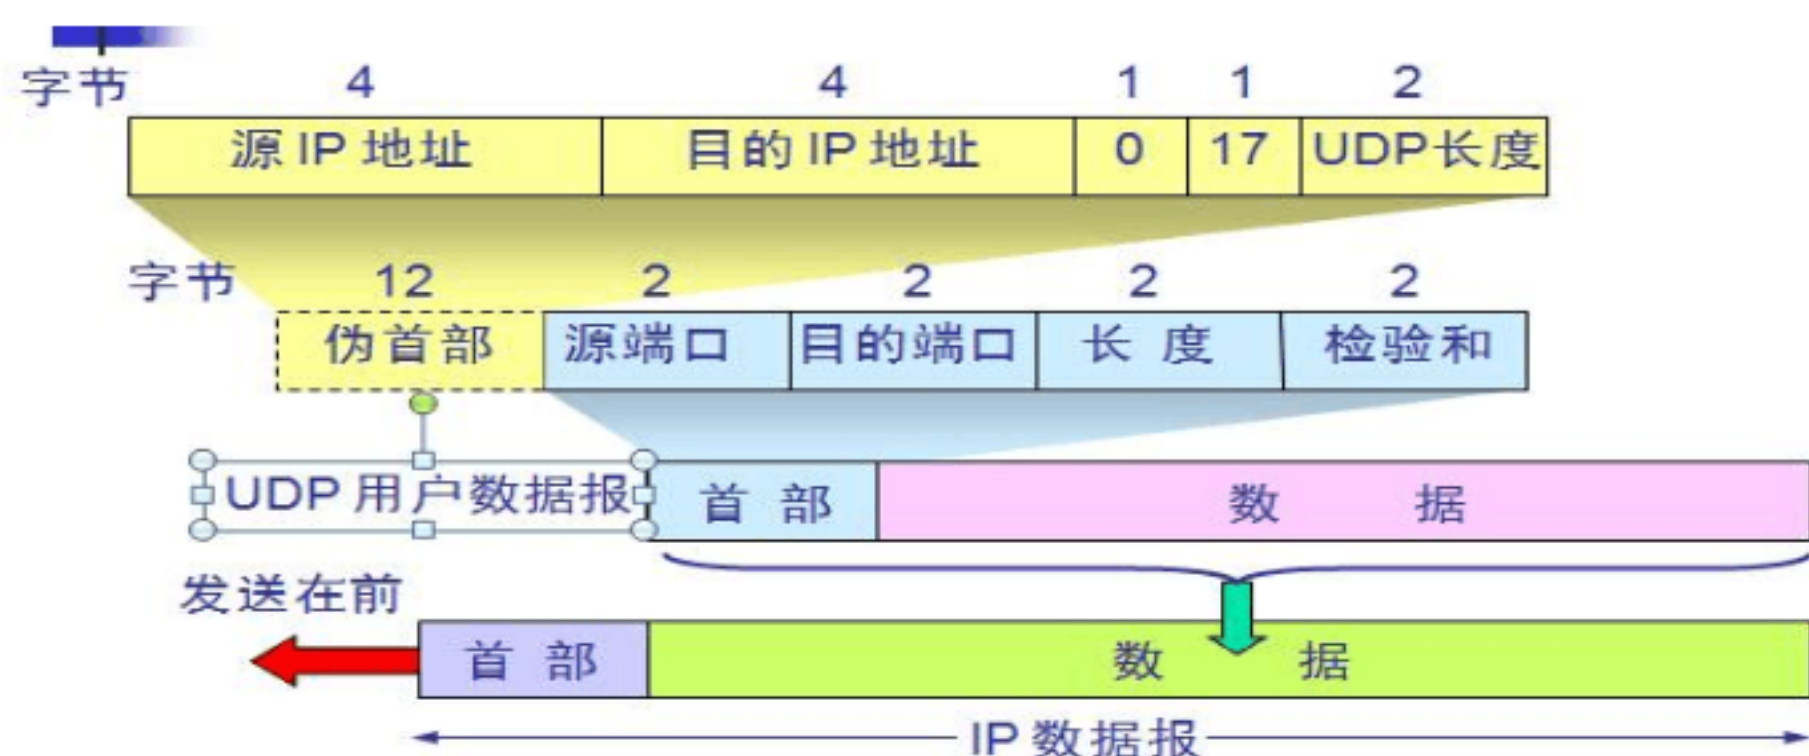 字节 4 4 1 1 2
源 IP 地址 目的 IP 地址 0 17 UDP长度
字节 12 2 2 2 2
伪首部 源端口 目的端口 长 度 检验和
UDP 用户数据报 首 部 数 据
发送在前
首 部 数 据
IP 数据报